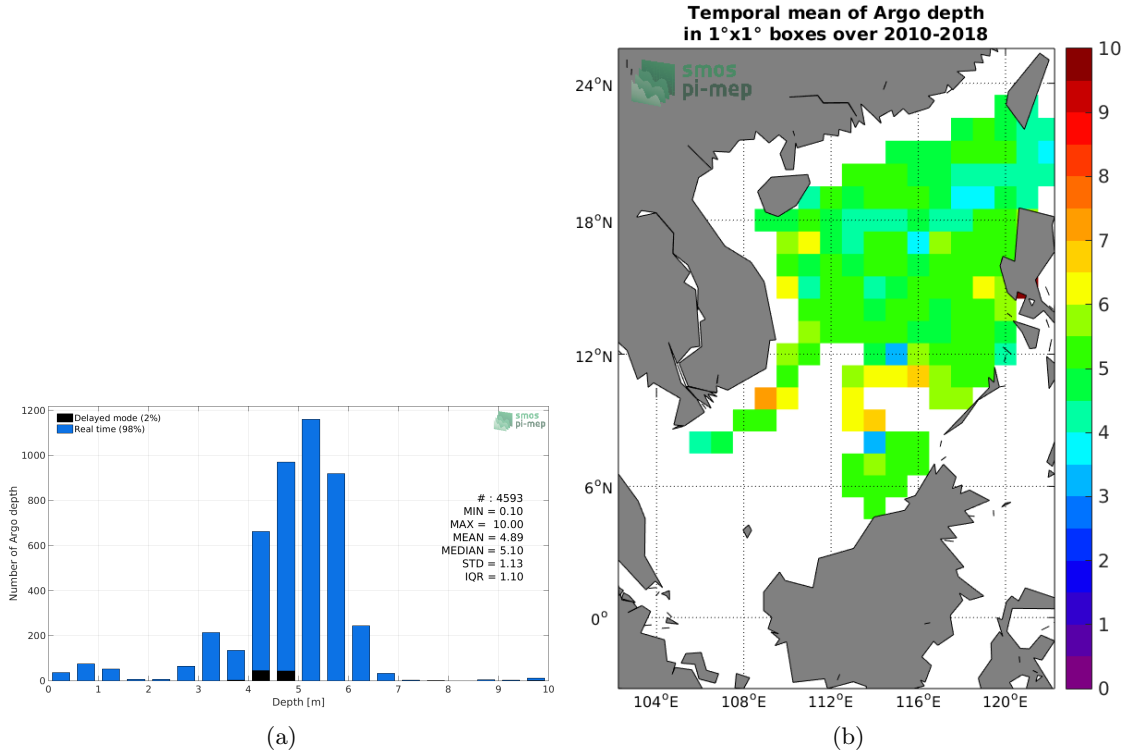 Temporal mean of Argo depth
in 1°x1° boxes over 2010-2018
smos
pi-mep
24°N
18°N
12°N
6°N
0°
104°E
108°E
112°E
116°E
120°E
10
9
8
7
6
5
4
3
2
1
0
Delayed mode (2%)
Real time (98%)
smos
pi-mep
# : 4593
MIN = 0.10
MAX = 10.00
MEAN = 4.89
MEDIAN = 5.10
STD = 1.13
IQR = 1.10
Number of Argo depth
1200
1000
800
600
400
200
0
0 1 2 3 4 5 6 7 8 9 10
Depth [m]
(a)
(b)